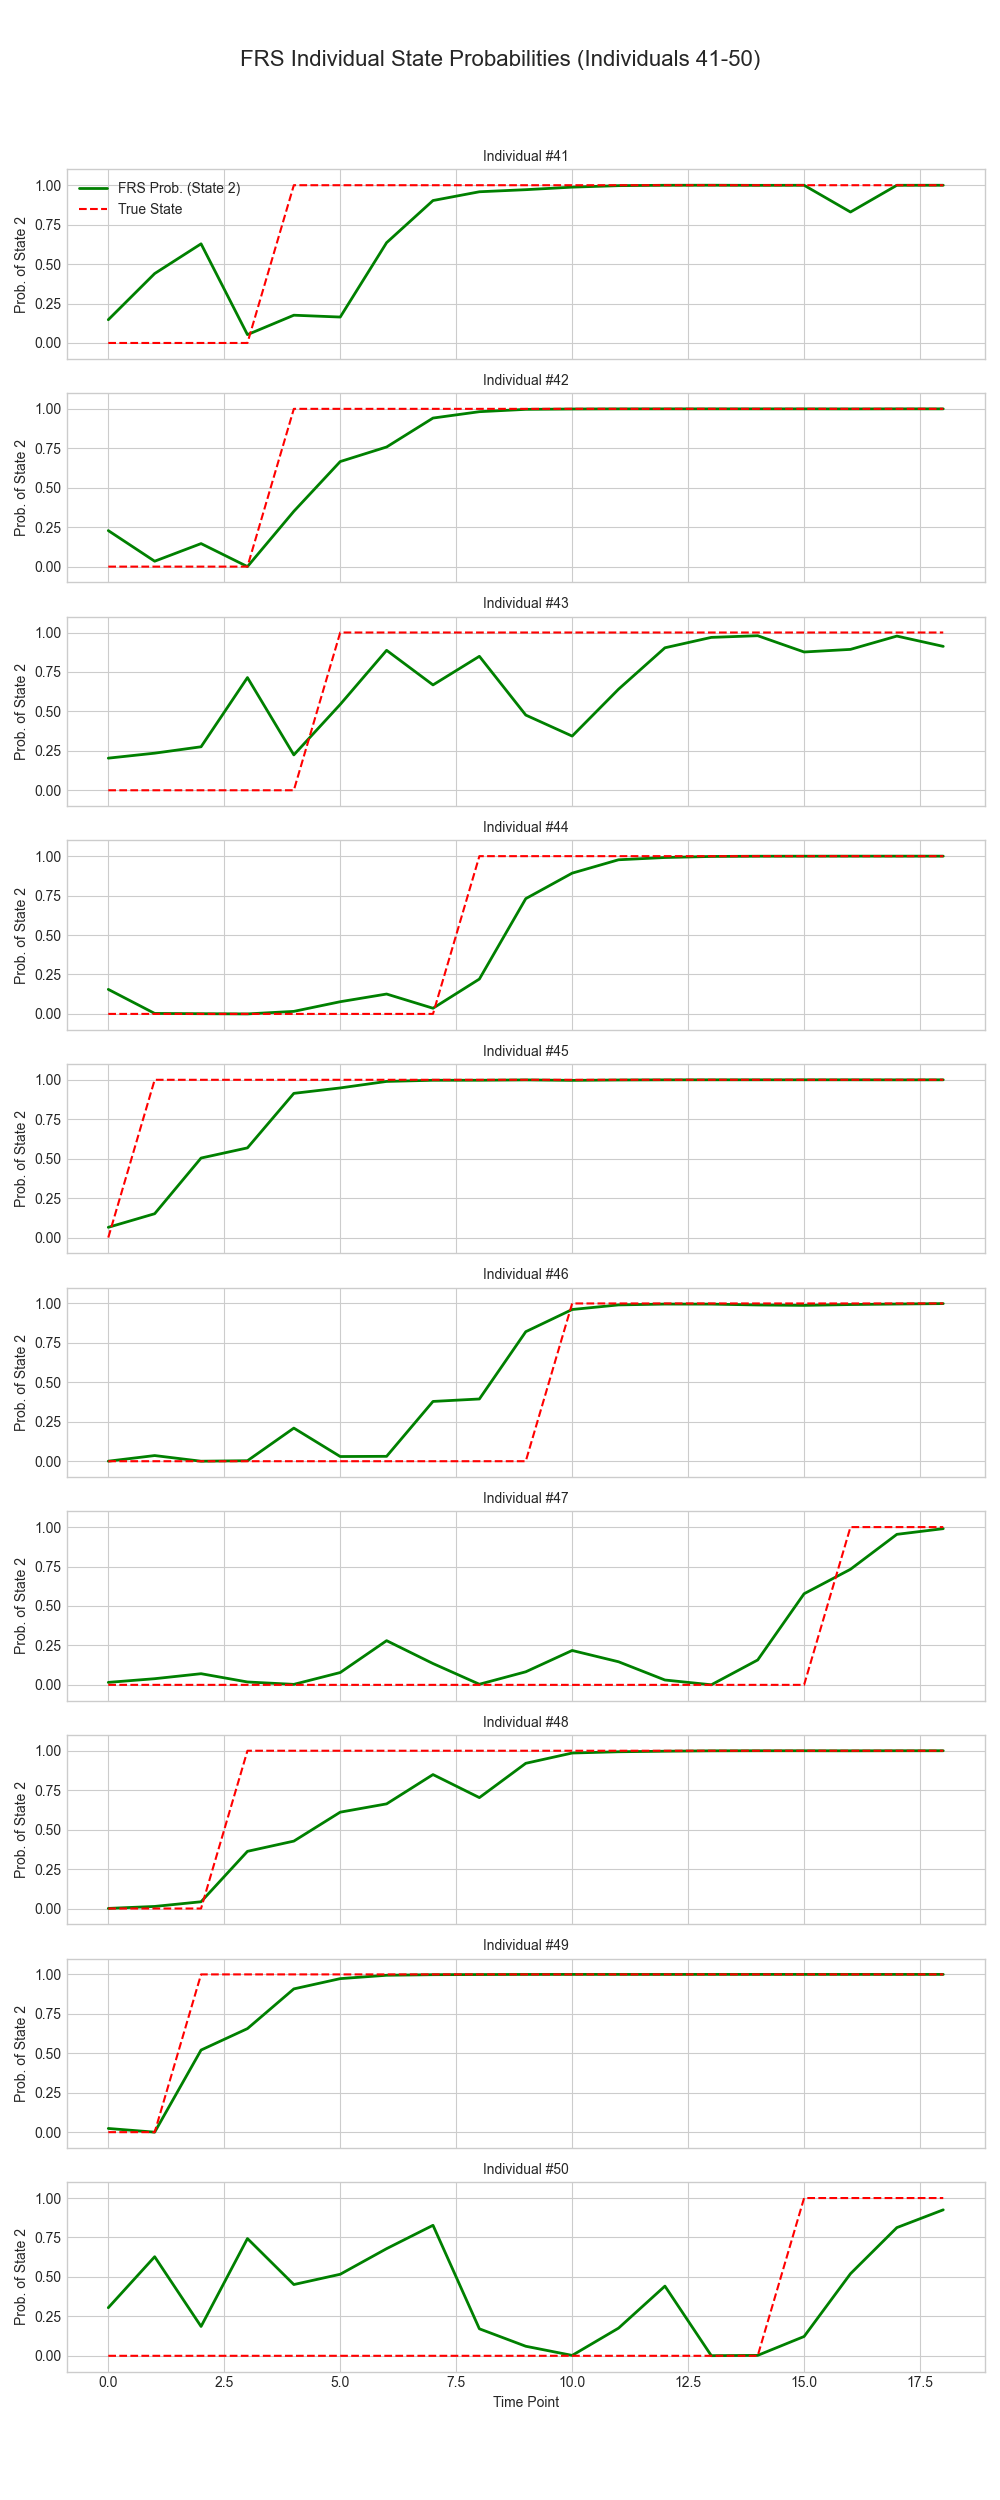 FRS Individual State Probabilities (Individuals 41-50)
Individual #41
FRS Prob. (State 2)
True State
Prob. of State 2
1.00
0.75
0.50
0.25
0.00
Individual #42
Prob. of State 2
1.00
0.75
0.50
0.25
0.00
Individual #43
Prob. of State 2
1.00
0.75
0.50
0.25
0.00
Individual #44
Prob. of State 2
1.00
0.75
0.50
0.25
0.00
Individual #45
Prob. of State 2
1.00
0.75
0.50
0.25
0.00
Individual #46
Prob. of State 2
1.00
0.75
0.50
0.25
0.00
Individual #47
Prob. of State 2
1.00
0.75
0.50
0.25
0.00
Individual #48
Prob. of State 2
1.00
0.75
0.50
0.25
0.00
Individual #49
Prob. of State 2
1.00
0.75
0.50
0.25
0.00
Individual #50
Prob. of State 2
1.00
0.75
0.50
0.25
0.00
0.0 2.5 5.0 7.5 10.0 12.5 15.0 17.5
Time Point